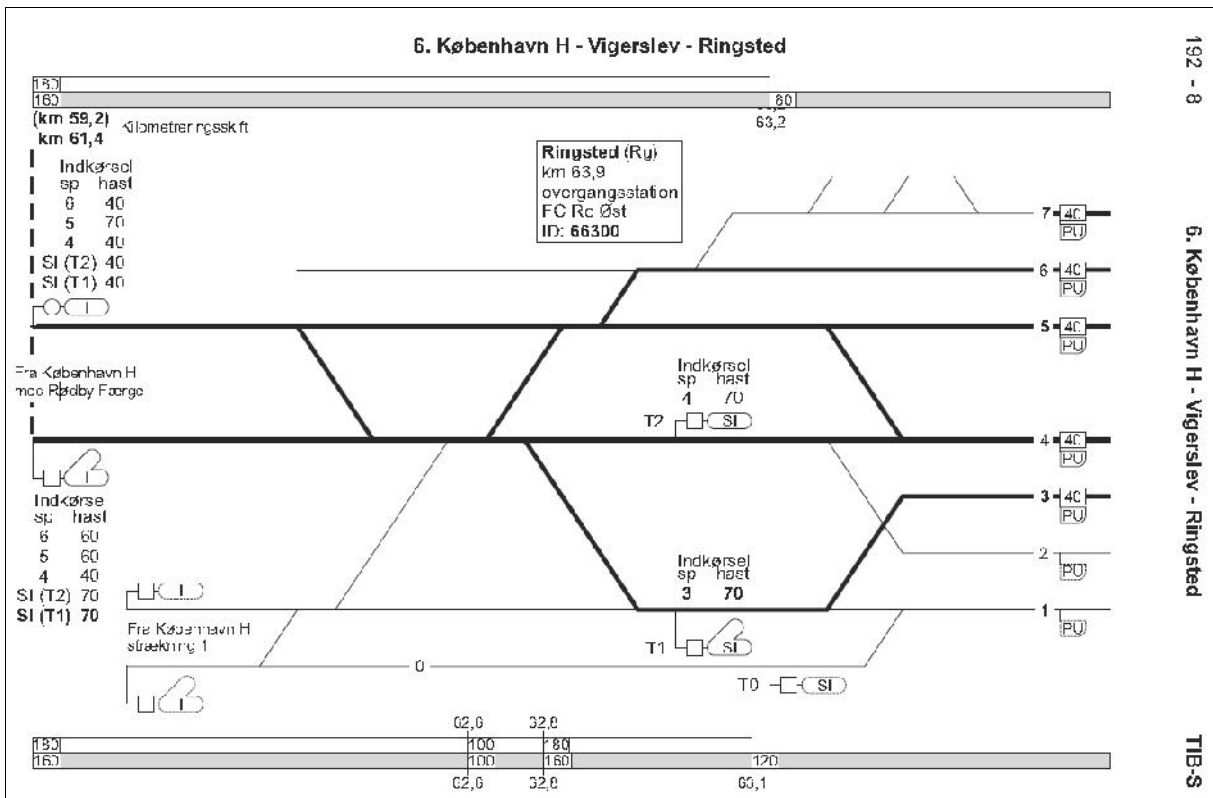 6. København H - Vigerslev - Ringsted
192 - 8
180
160
80
(km 59,2)
Kilometreringsskift
63,2
km 61,4
Indkørsel
sp hast
6 40
5 70
4 40
SI (T2) 40
SI (T1) 40
I
Ringsted (Rg)
km 63,9
overgangsstation
FC Ro Øst
ID: 66300
7 40
PU
6 40
PU
5 40
PU
Fra København H
mod Rødby Færge
Indkørsel
sp hast
4 70
T2 SI
4 40
PU
I
Indkørsel
sp hast
6 60
5 60
4 40
SI (T2) 70
SI (T1) 70
3 40
PU
2
PU
Indkørsel
sp hast
3 70
I
1
PU
Fra København H
strækning 1
T1 SI
0
T0 SI
I
62,6 62,8
180 100 180
160 100 160 120
62,6 62,8
6. København H - Vigerslev - Ringsted
TIB-S